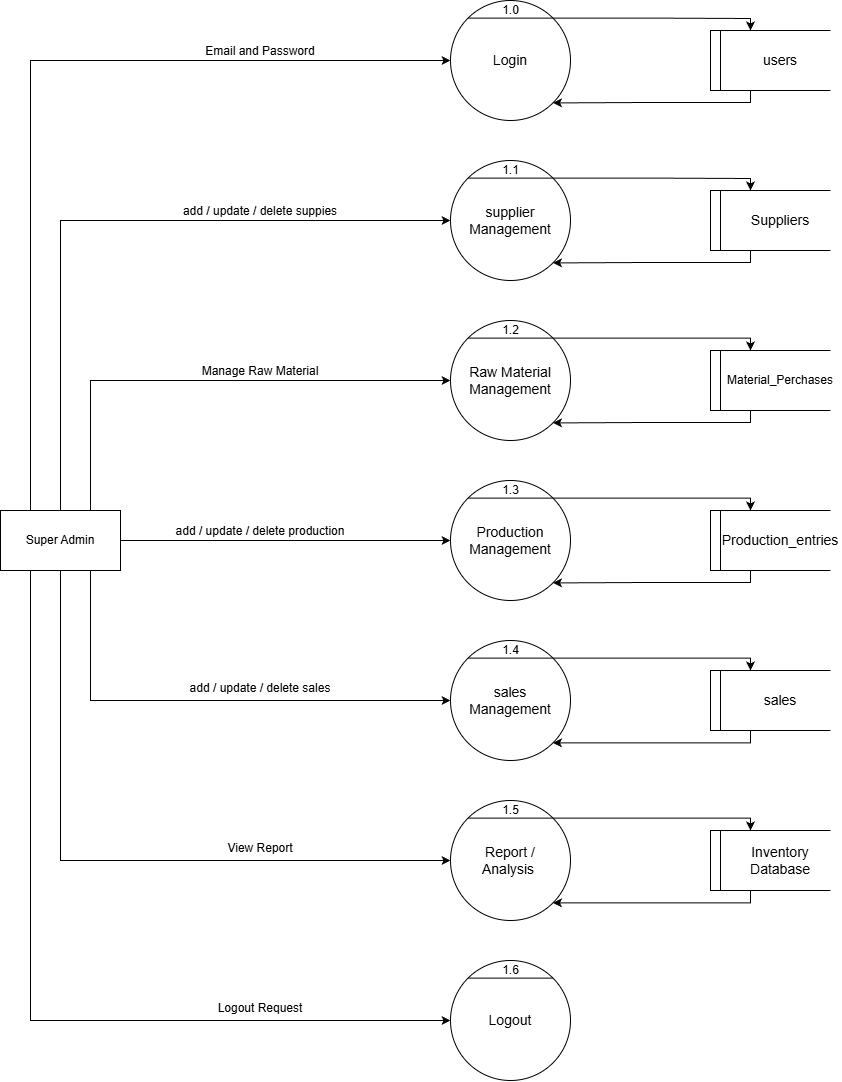 1.0
Email and Password
Login
users
1.1
add / update / delete suppies
supplier
Management
Suppliers
1.2
Manage Raw Material
Raw Material
Management
Material_Perchases
1.3
Super Admin
add / update / delete production
Production
Management
Production_entries
1.4
add / update / delete sales
sales
Management
sales
1.5
View Report
Report /
Analysis
Inventory
Database
1.6
Logout Request
Logout